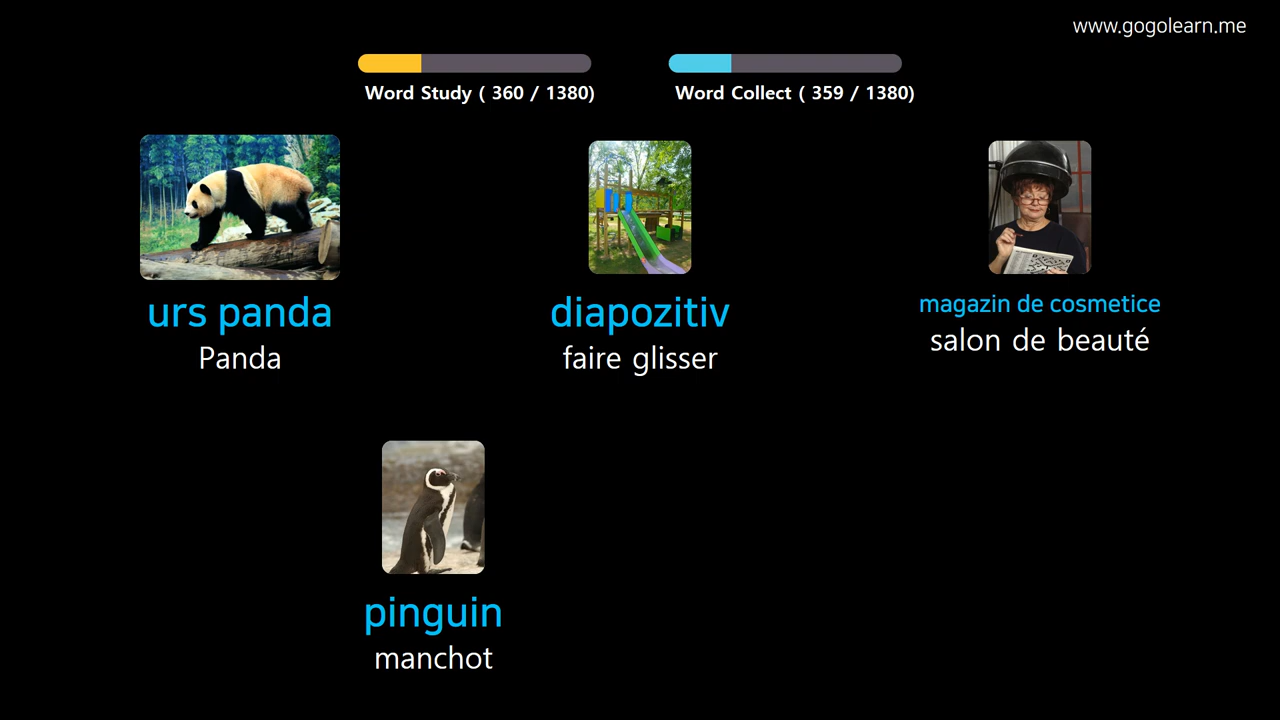 www.gogolearn.me
Word Study ( 360 / 1380)
Word Collect ( 359 / 1380)
urs panda
Panda
diapozitiv
faire glisser
magazin de cosmetice
salon de beauté
pinguin
manchot